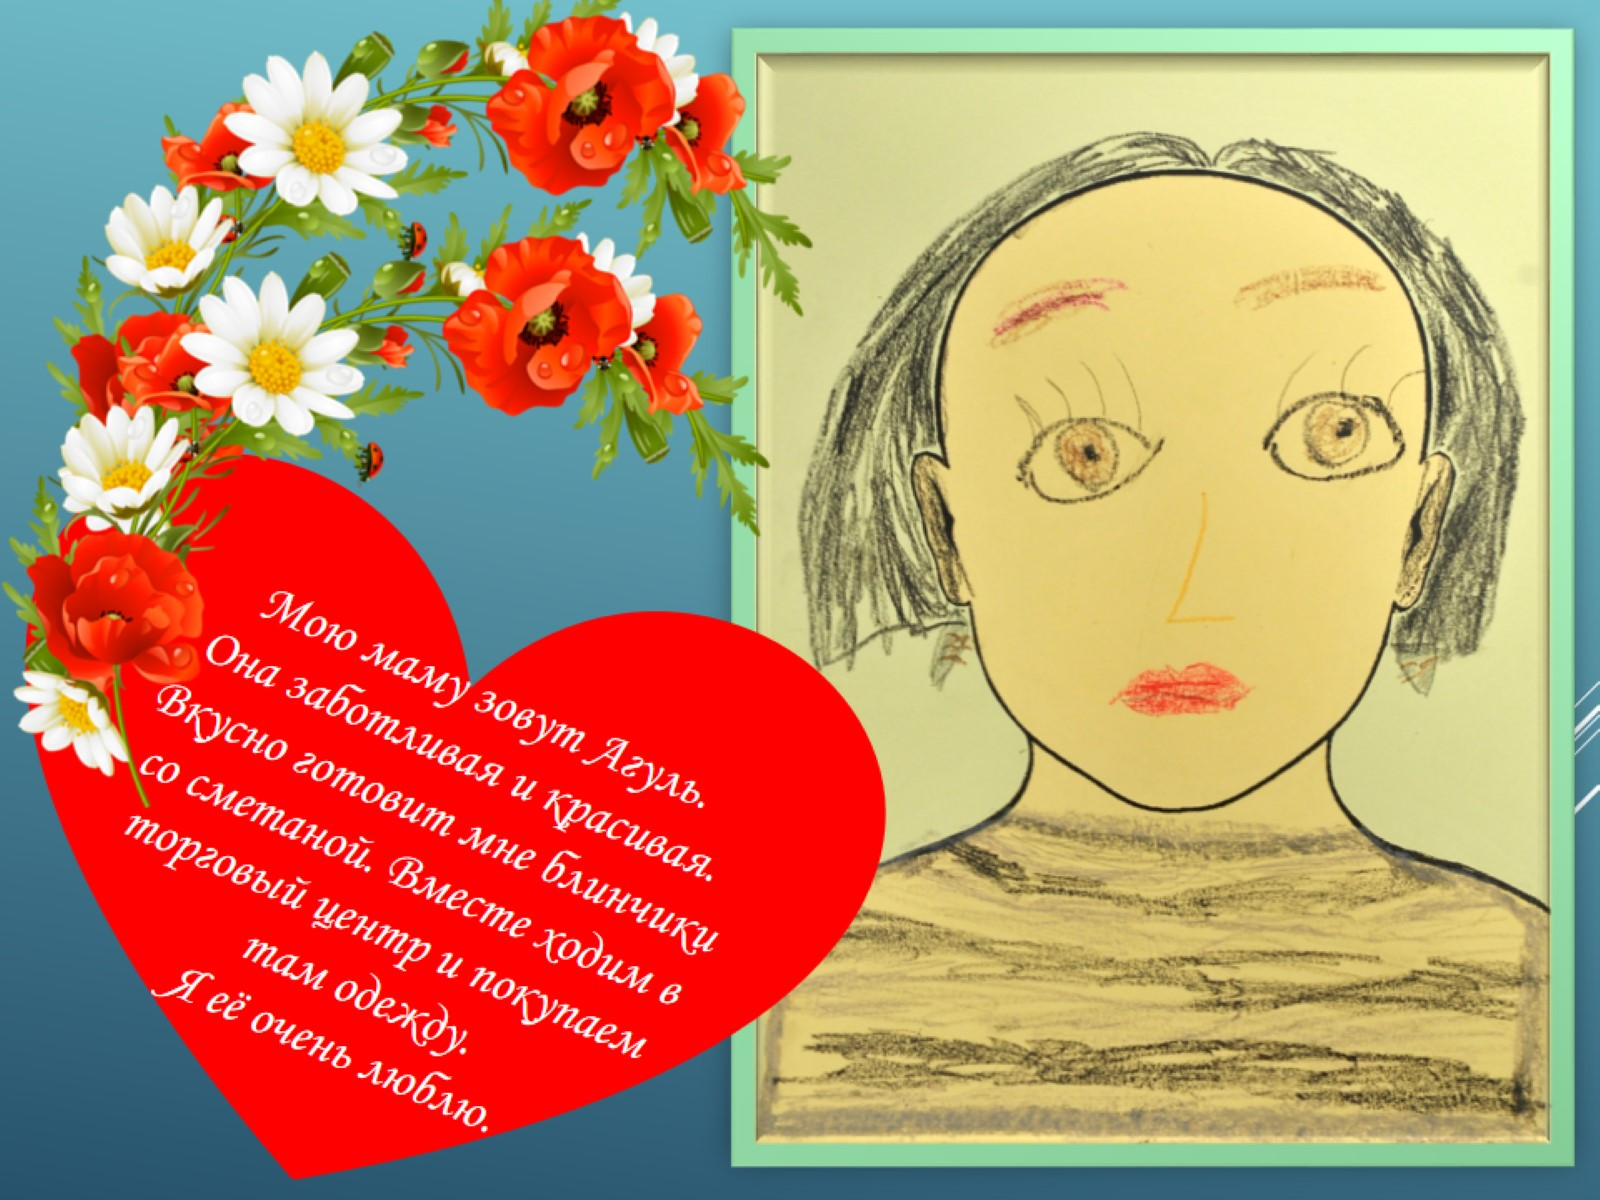 Мою маму зовут Агуль.
Она заботливая и красивая.
Вкусно готовит мне блинчики
со сметаной. Вместе ходим в
торговый центр и покупаем
там одежду.
Я её очень люблю.